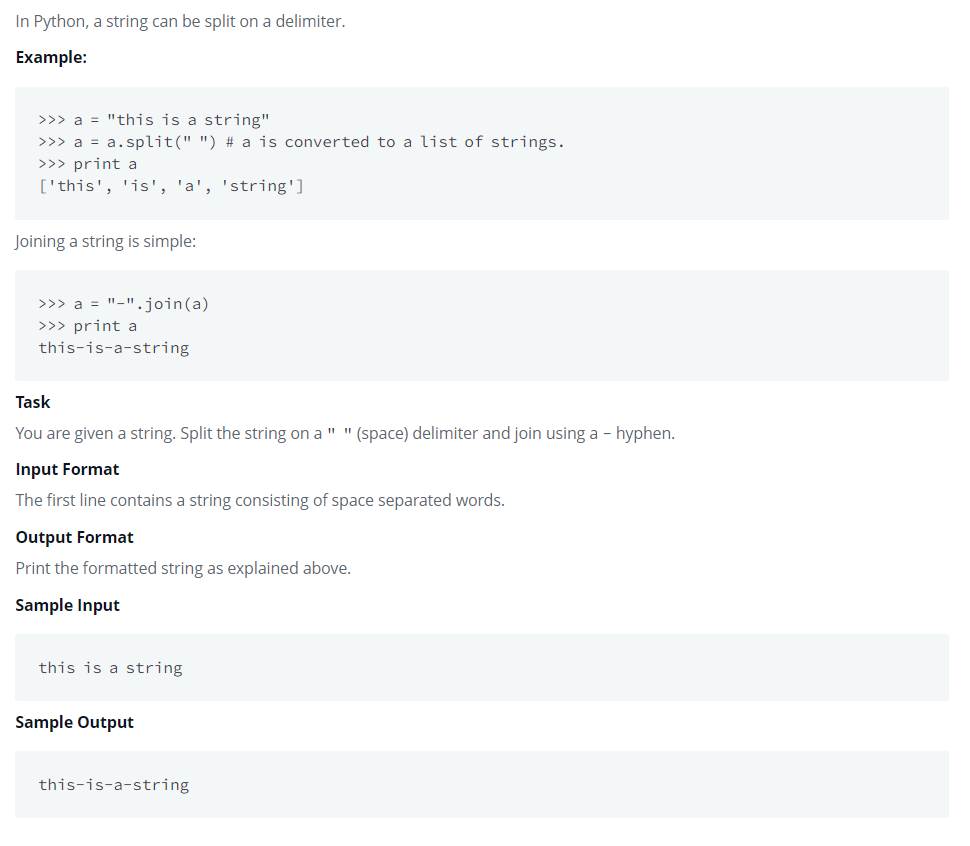 In Python, a string can be split on a delimiter.
Example:
>>> a = "this is a string"
>>> a = a.split(" ") # a is converted to a list of strings.
>>> print a
['this', 'is', 'a', 'string']
Joining a string is simple:
>>> a = "-".join(a)
>>> print a
this-is-a-string
Task
You are given a string. Split the string on a " " (space) delimiter and join using a - hyphen.
Input Format
The first line contains a string consisting of space separated words.
Output Format
Print the formatted string as explained above.
Sample Input
this is a string
Sample Output
this-is-a-string